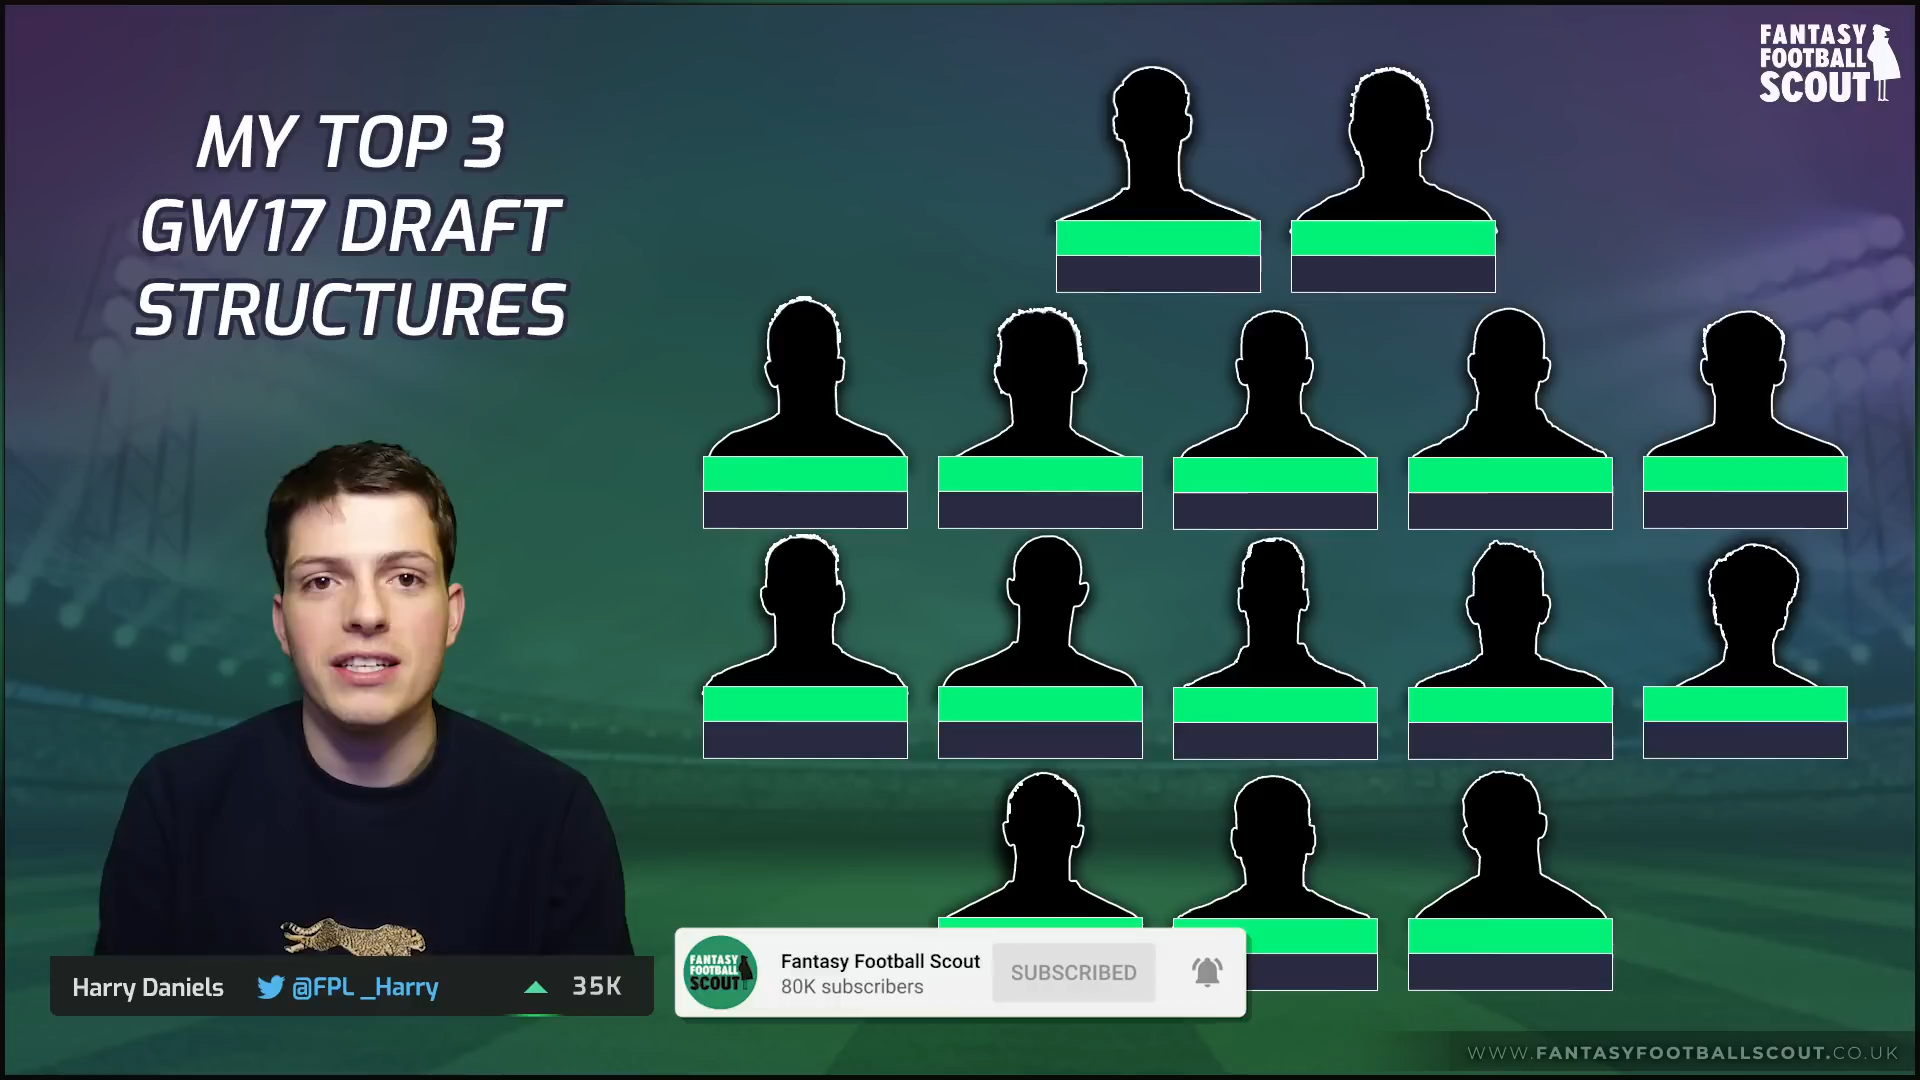 FANTASY
FOOTBALL
SCOUT
MY TOP 3
GW17 DRAFT
STRUCTURES
Harry Daniels
@FPL_Harry
35K
FANTASY
FOOTBALL
SCOUT
Fantasy Football Scout
80K subscribers
SUBSCRIBED
WWW.FANTASYFOOTBALLSCOUT.CO.UK